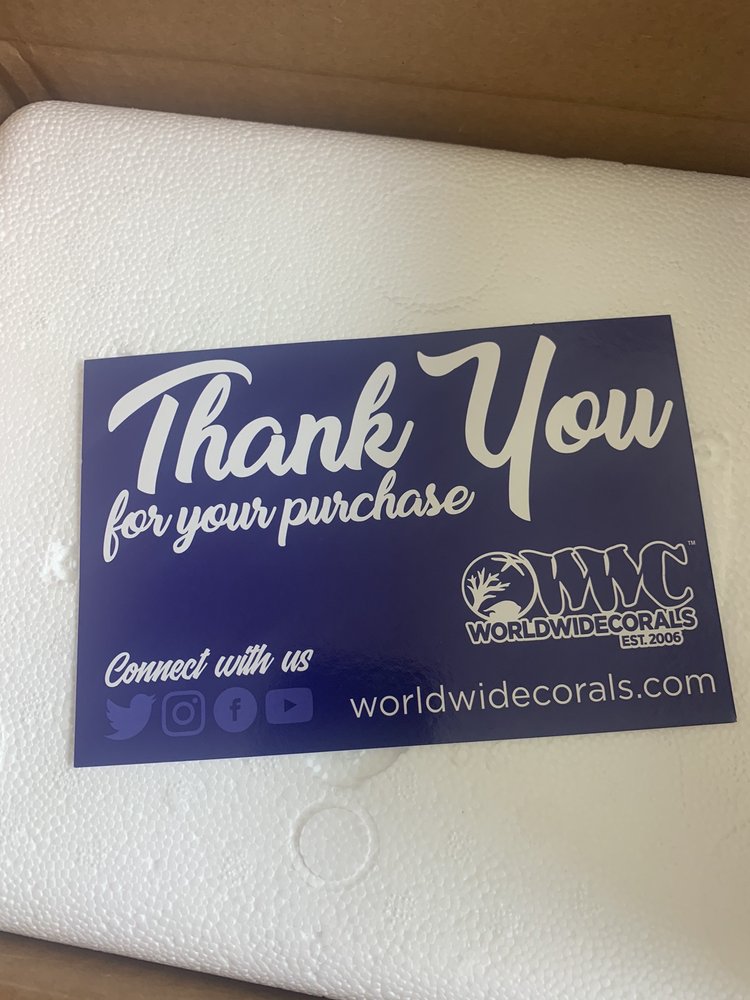 Thank You
for your purchase
WWC™
WORLDWIDECORALS
EST. 2006
Connect with us
worldwidecorals.com